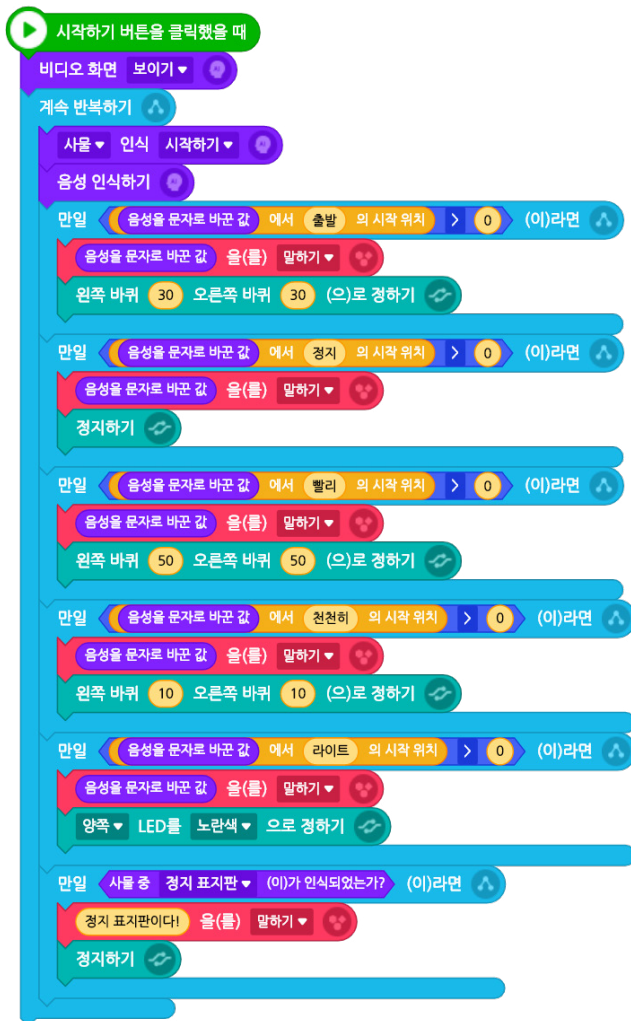 시작하기 버튼을 클릭했을 때
비디오 화면 보이기
계속 반복하기
사물 인식 시작하기
음성 인식하기
만일 음성을 문자로 바꾼 값 에서 출발 의 시작 위치 > 0 (이)라면
음성을 문자로 바꾼 값 을(를) 말하기
왼쪽 바퀴 30 오른쪽 바퀴 30 (으)로 정하기
만일 음성을 문자로 바꾼 값 에서 정지 의 시작 위치 > 0 (이)라면
음성을 문자로 바꾼 값 을(를) 말하기
정지하기
만일 음성을 문자로 바꾼 값 에서 빨리 의 시작 위치 > 0 (이)라면
음성을 문자로 바꾼 값 을(를) 말하기
왼쪽 바퀴 50 오른쪽 바퀴 50 (으)로 정하기
만일 음성을 문자로 바꾼 값 에서 천천히 의 시작 위치 > 0 (이)라면
음성을 문자로 바꾼 값 을(를) 말하기
왼쪽 바퀴 10 오른쪽 바퀴 10 (으)로 정하기
만일 음성을 문자로 바꾼 값 에서 라이트 의 시작 위치 > 0 (이)라면
음성을 문자로 바꾼 값 을(를) 말하기
양쪽 LED를 노란색 으로 정하기
만일 사물 중 정지 표지판 (이)가 인식되었는가? (이)라면
정지 표지판이다! 을(를) 말하기
정지하기